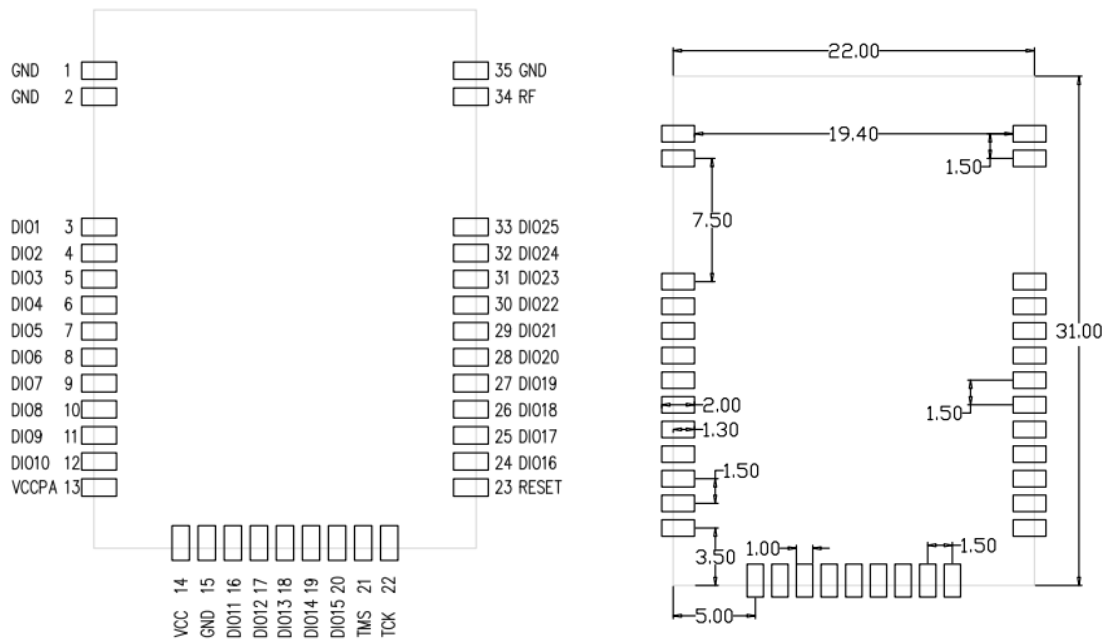 GND 1
GND 2
DIO1 3
DIO2 4
DIO3 5
DIO4 6
DIO5 7
DIO6 8
DIO7 9
DIO8 10
DIO9 11
DIO10 12
VCCPA 13
VCC 14
GND 15
DIO11 16
DIO12 17
DIO13 18
DIO14 19
DIO15 20
TMS 21
TCK 22
35 GND
34 RF
33 DIO25
32 DIO24
31 DIO23
30 DIO22
29 DIO21
28 DIO20
27 DIO19
26 DIO18
25 DIO17
24 DIO16
23 RESET
22.00
19.40
1.50
7.50
31.00
2.00
1.50
1.30
1.50
3.50
1.00
1.50
5.00